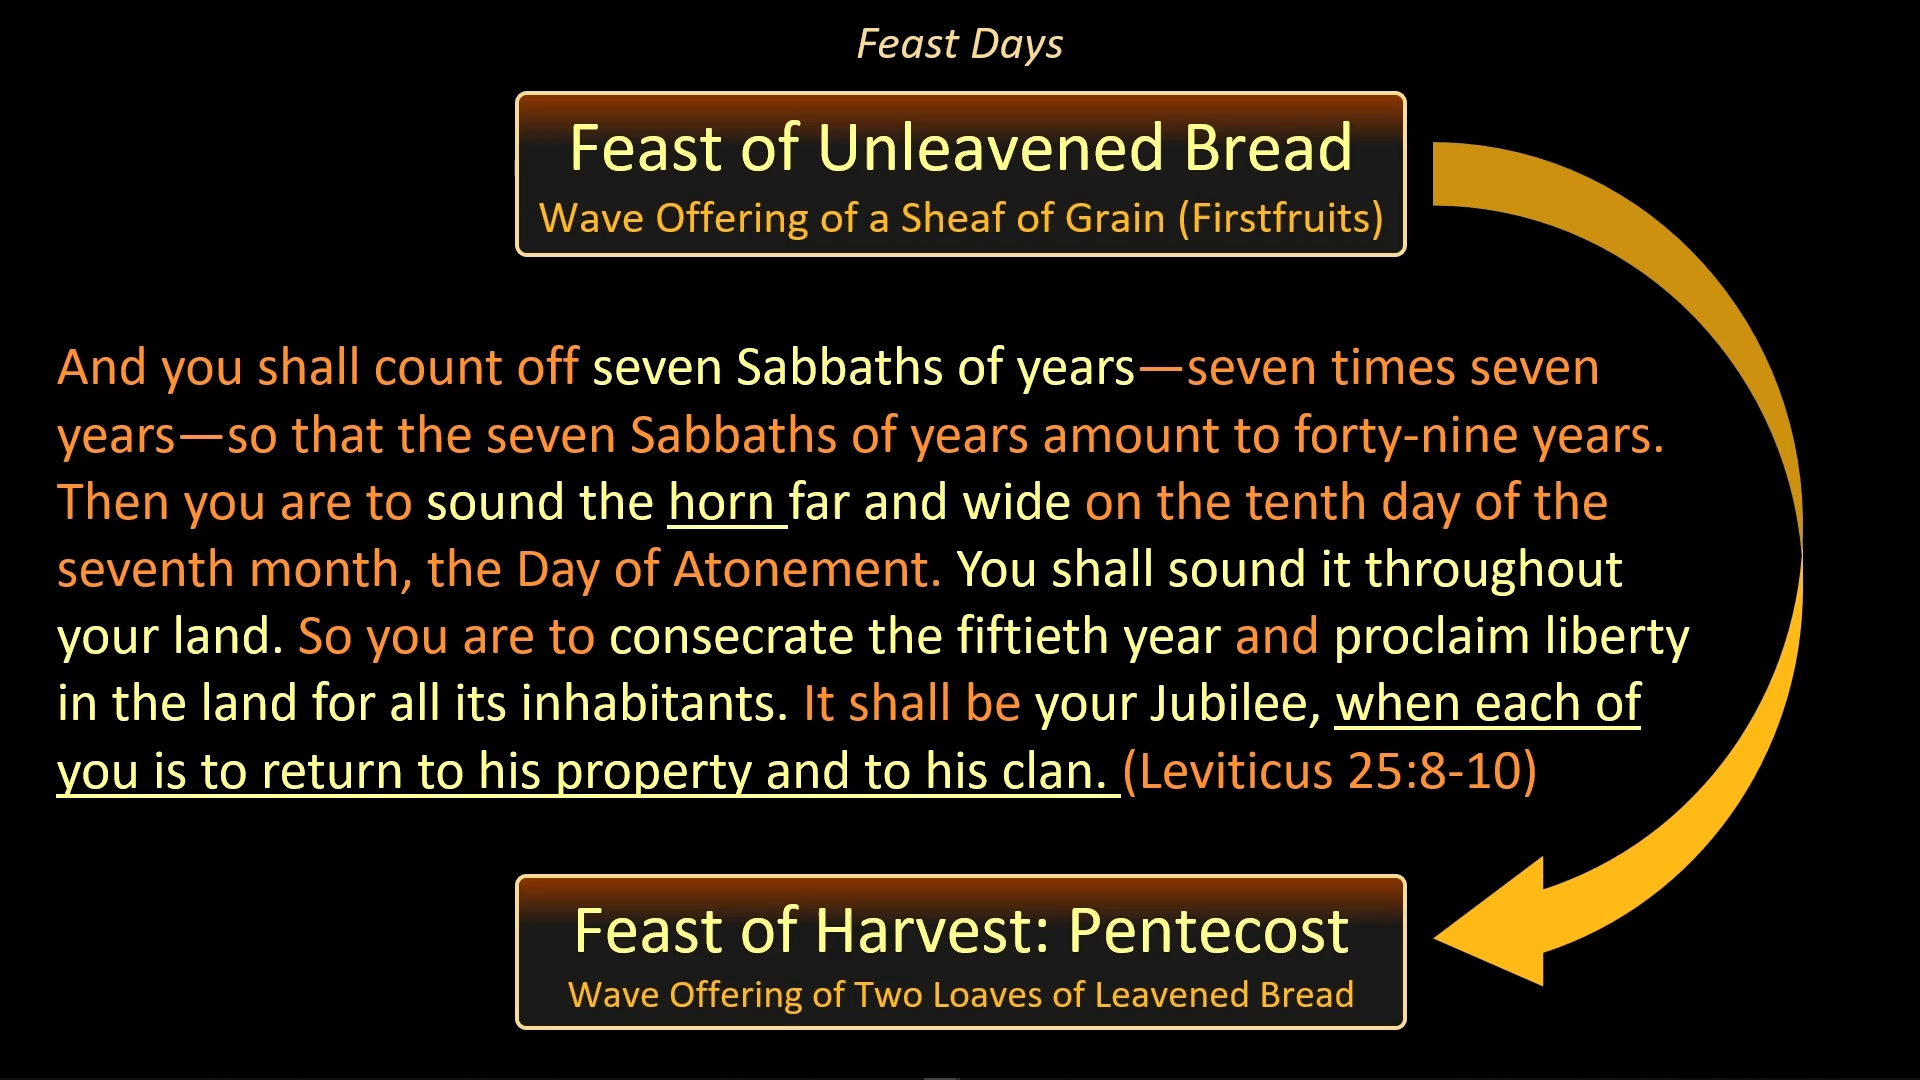 Feast Days
Feast of Unleavened Bread
Wave Offering of a Sheaf of Grain (Firstfruits)
And you shall count off seven Sabbaths of years—seven times seven
years—so that the seven Sabbaths of years amount to forty-nine years.
Then you are to sound the horn far and wide on the tenth day of the
seventh month, the Day of Atonement. You shall sound it throughout
your land. So you are to consecrate the fiftieth year and proclaim liberty
in the land for all its inhabitants. It shall be your Jubilee, when each of
you is to return to his property and to his clan. (Leviticus 25:8-10)
Feast of Harvest: Pentecost
Wave Offering of Two Loaves of Leavened Bread